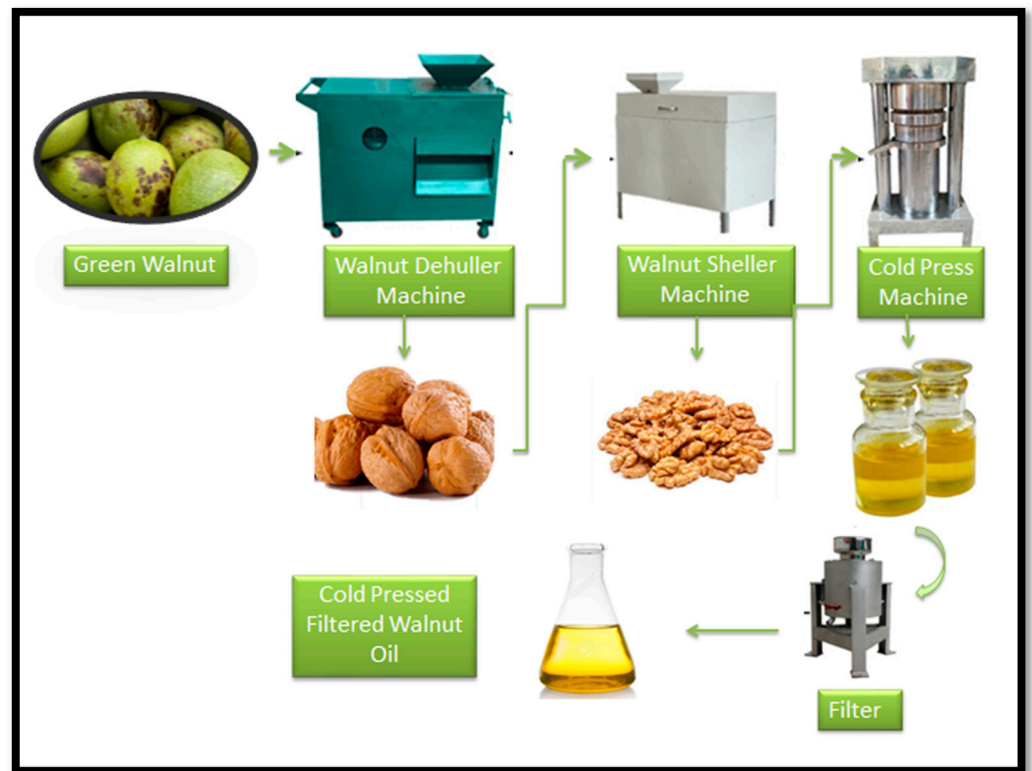 Green Walnut
Walnut Dehuller
Machine
Walnut Sheller
Machine
Cold Press
Machine
Cold Pressed
Filtered Walnut
Oil
Filter